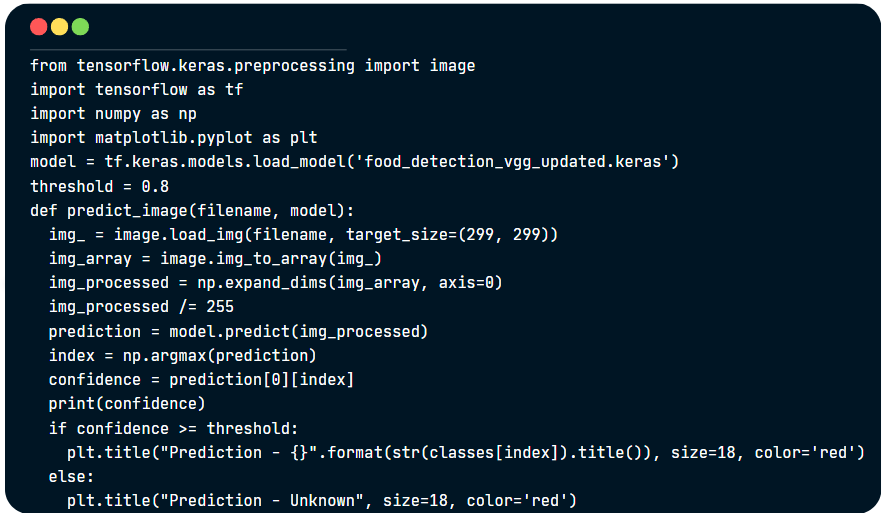 from tensorflow.keras.preprocessing import image
import tensorflow as tf
import numpy as np
import matplotlib.pyplot as plt
model = tf.keras.models.load_model('food_detection_vgg_updated.keras')
threshold = 0.8
def predict_image(filename, model):
  img_ = image.load_img(filename, target_size=(299, 299))
  img_array = image.img_to_array(img_)
  img_processed = np.expand_dims(img_array, axis=0)
  img_processed /= 255
  prediction = model.predict(img_processed)
  index = np.argmax(prediction)
  confidence = prediction[0][index]
  print(confidence)
  if confidence >= threshold:
    plt.title("Prediction - {}".format(str(classes[index]).title()), size=18, color='red')
  else:
    plt.title("Prediction - Unknown", size=18, color='red')